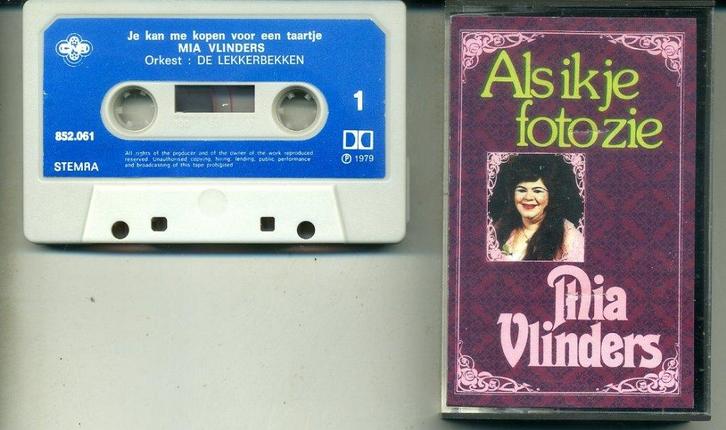 Je kan me kopen voor een taartje
MIA VLINDERS
Orkest : DE LEKKERBEKKEN
CNR
1
852.061
STEMRA
All rights of the producer and of the owner of the work reproduced
reserved. Unauthorised copying, hiring, lending, public performance
and broadcasting of this tape prohibited
℗ 1979
Als ik je
foto zie
Mia
Vlinders